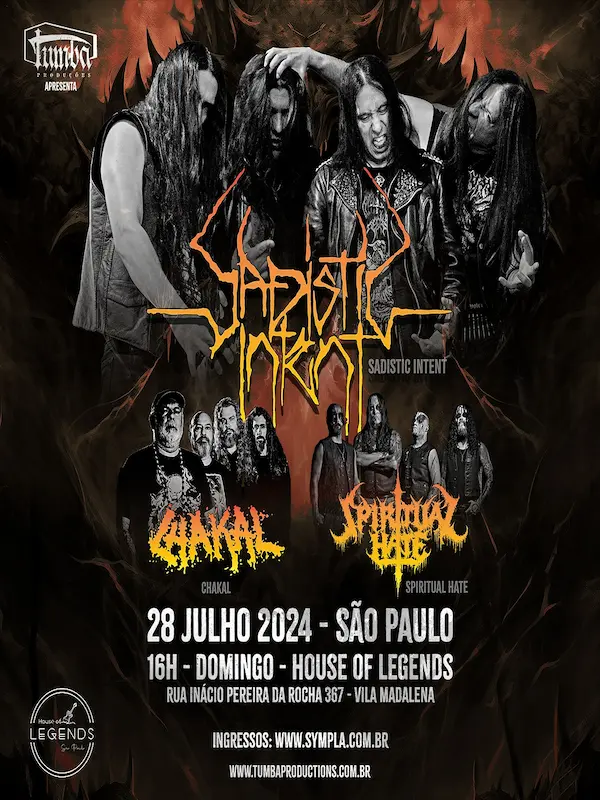 Tumba
PRODUÇÕES
APRESENTA
SADISTIC
INTENT
SADISTIC INTENT
CHAKAL
SPIRITUAL
HATE
CHAKAL
SPIRITUAL HATE
28 JULHO 2024 - SÃO PAULO
16H - DOMINGO - HOUSE OF LEGENDS
RUA INÁCIO PEREIRA DA ROCHA 367 - VILA MADALENA
House of
LEGENDS
São Paulo
INGRESSOS: WWW.SYMPLA.COM.BR
WWW.TUMBAPRODUCTIONS.COM.BR